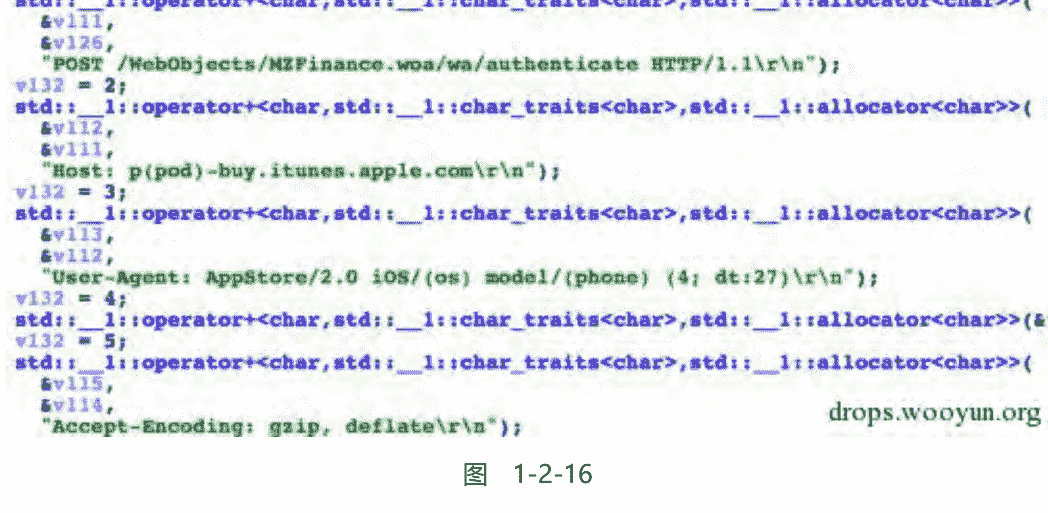 std::__1::operator+<char,std::__1::char_traits<char>,std::__1::allocator<char>>(
&v111,
&v126,
"POST /WebObjects/MZFinance.woa/wa/authenticate HTTP/1.1\r\n");
v132 = 2;
std::__1::operator+<char,std::__1::char_traits<char>,std::__1::allocator<char>>(
&v112,
&v111,
"Host: p(pod)-buy.itunes.apple.com\r\n");
v132 = 3;
std::__1::operator+<char,std::__1::char_traits<char>,std::__1::allocator<char>>(
&v113,
&v112,
"User-Agent: AppStore/2.0 iOS/(os) model/(phone) (4; dt:27)\r\n");
v132 = 4;
std::__1::operator+<char,std::__1::char_traits<char>,std::__1::allocator<char>>(&
v132 = 5;
std::__1::operator+<char,std::__1::char_traits<char>,std::__1::allocator<char>>(
&v115,
&v114,
"Accept-Encoding: gzip, deflate\r\n");
drops.wooyun.org
图 1-2-16